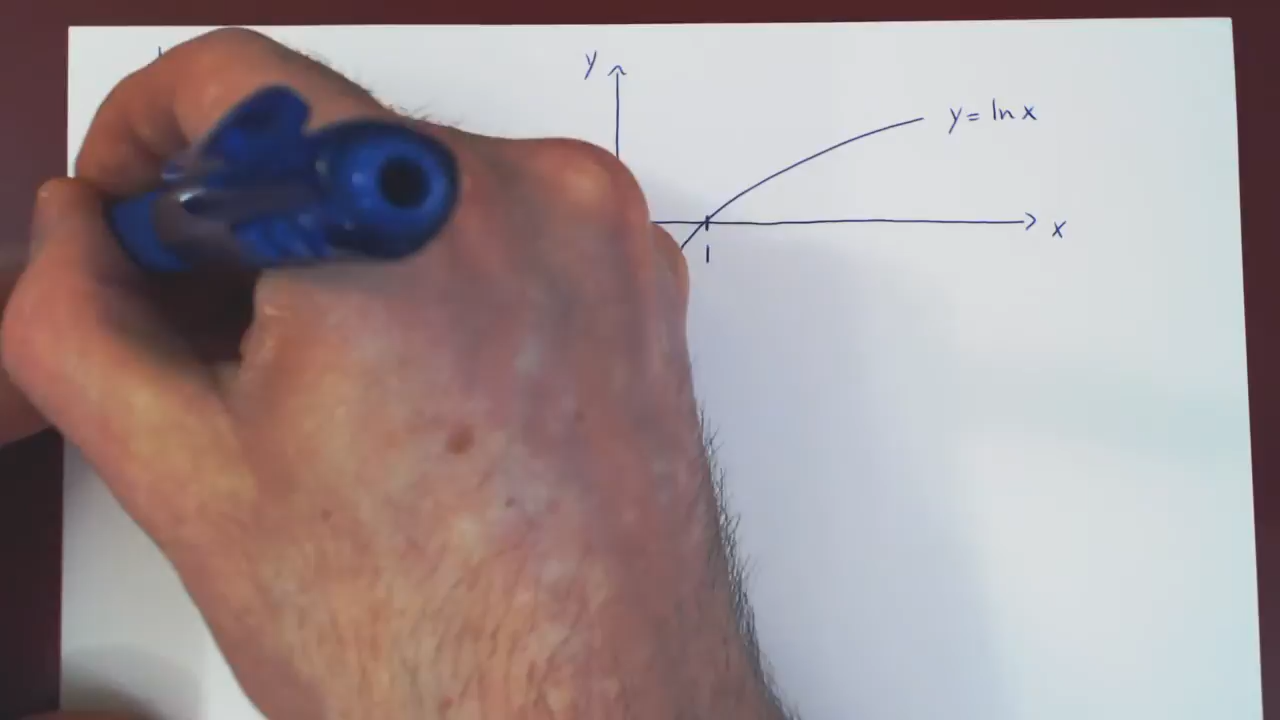 y
y = ln x
x
1